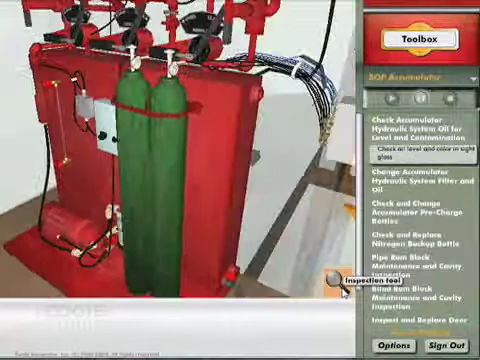 Toolbox
BOP Accumulator
Check Accumulator
Hydraulic System Oil for
Level and Contamination
Check oil level and color in sight
glass
Change Accumulator
Hydraulic System Filter and
Oil
Check and Change
Accumulator Pre-Charge
Bottles
Check and Replace
Nitrogen Backup Bottle
Pipe Ram Block
Maintenance and Cavity
Inspection
Inspection tool
Blind Ram Block
Maintenance and Cavity
Inspection
Inspect and Replace Door
Options
Sign Out